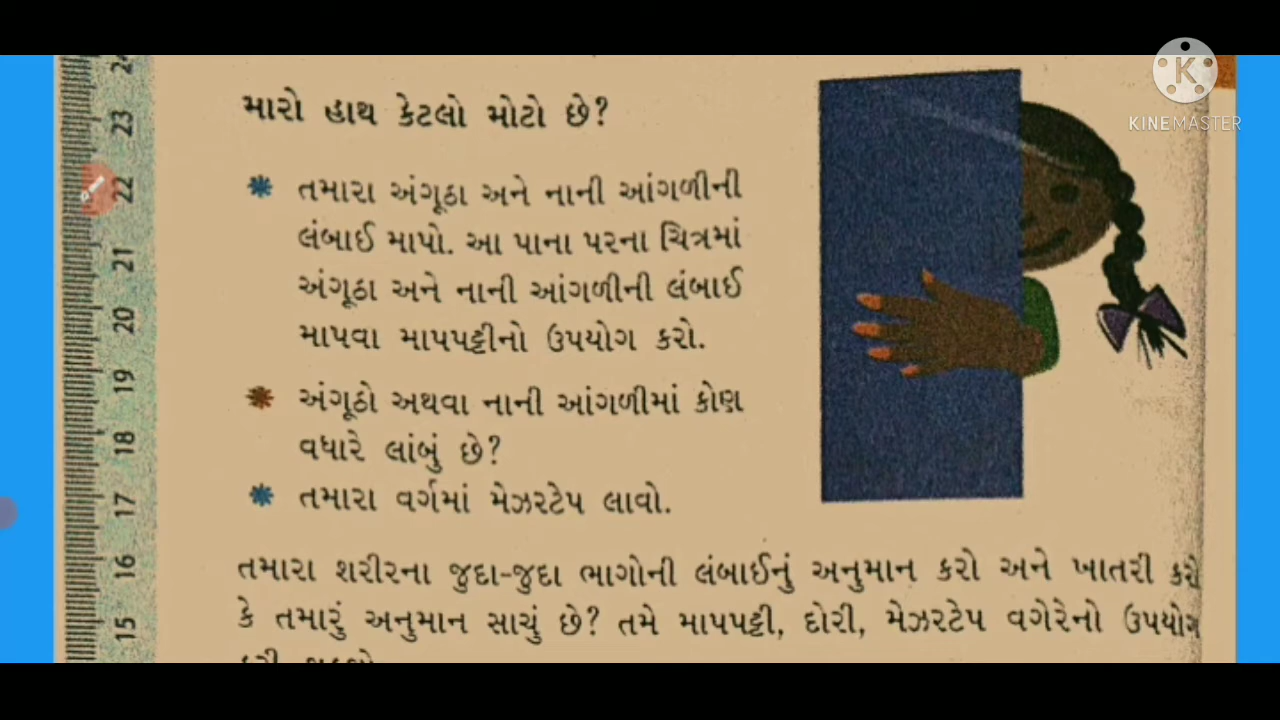 મારો હાથ કેટલો મોટો છે?
તમારા અંગૂઠા અને નાની આંગળીની
લંબાઈ માપો. આ પાના પરના ચિત્રમાં
અંગૂઠા અને નાની આંગળીની લંબાઈ
માપવા માપપટ્ટીનો ઉપયોગ કરો.
અંગૂઠો અથવા નાની આંગળીમાં કોણ
વધારે લાંબું છે?
તમારા વર્ગમાં મેઝરટેપ લાવો.
તમારા શરીરના જુદા-જુદા ભાગોની લંબાઈનું અનુમાન કરો અને ખાતરી કરો
કે તમારું અનુમાન સાચું છે? તમે માપપટ્ટી, દોરી, મેઝરટેપ વગેરેનો ઉપયોગ
24
23
22
21
20
19
18
17
16
15
K
KINEMASTER